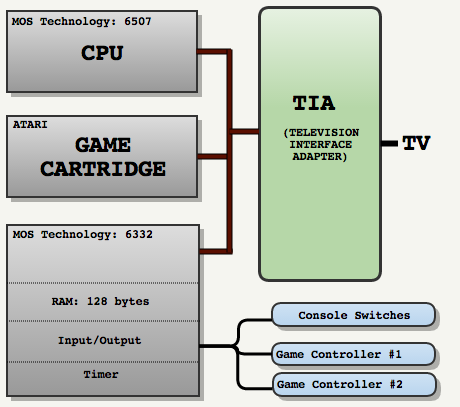 MOS Technology: 6507
CPU
ATARI
GAME
CARTRIDGE
MOS Technology: 6332
RAM: 128 bytes
Input/Output
Timer
TIA
(TELEVISION
INTERFACE
ADAPTER)
TV
Console Switches
Game Controller #1
Game Controller #2